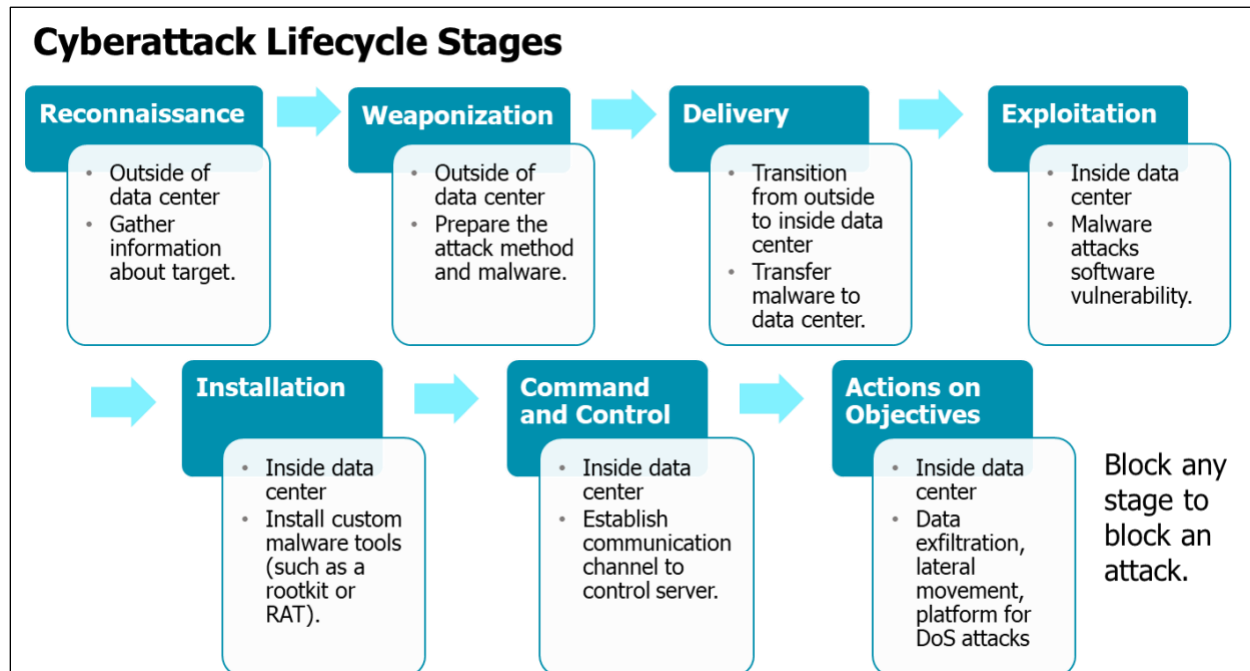 Cyberattack Lifecycle Stages
Reconnaissance
• Outside of
data center
• Gather
information
about target.
Weaponization
• Outside of
data center
• Prepare the
attack method
and malware.
Delivery
• Transition
from outside
to inside data
center
• Transfer
malware to
data center.
Exploitation
• Inside data
center
• Malware
attacks
software
vulnerability.
Installation
• Inside data
center
• Install custom
malware tools
(such as a
rootkit or
RAT).
Command
and Control
• Inside data
center
• Establish
communication
channel to
control server.
Actions on
Objectives
• Inside data
center
• Data
exfiltration,
lateral
movement,
platform for
DoS attacks
Block any
stage to
block an
attack.